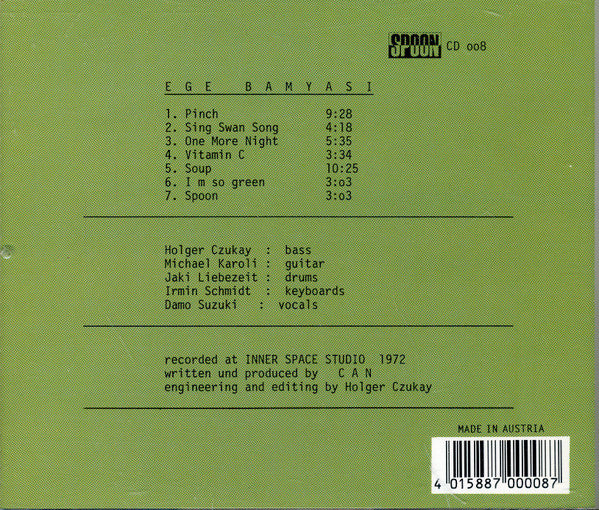 SPOON CD oo8
EGE BAMYASI
1. Pinch 9:28
2. Sing Swan Song 4:18
3. One More Night 5:35
4. Vitamin C 3:34
5. Soup 10:25
6. I m so green 3:o3
7. Spoon 3:o3
Holger Czukay : bass
Michael Karoli : guitar
Jaki Liebezeit : drums
Irmin Schmidt : keyboards
Damo Suzuki : vocals
recorded at INNER SPACE STUDIO 1972
written und produced by C A N
engineering and editing by Holger Czukay
MADE IN AUSTRIA
4 015887 000087